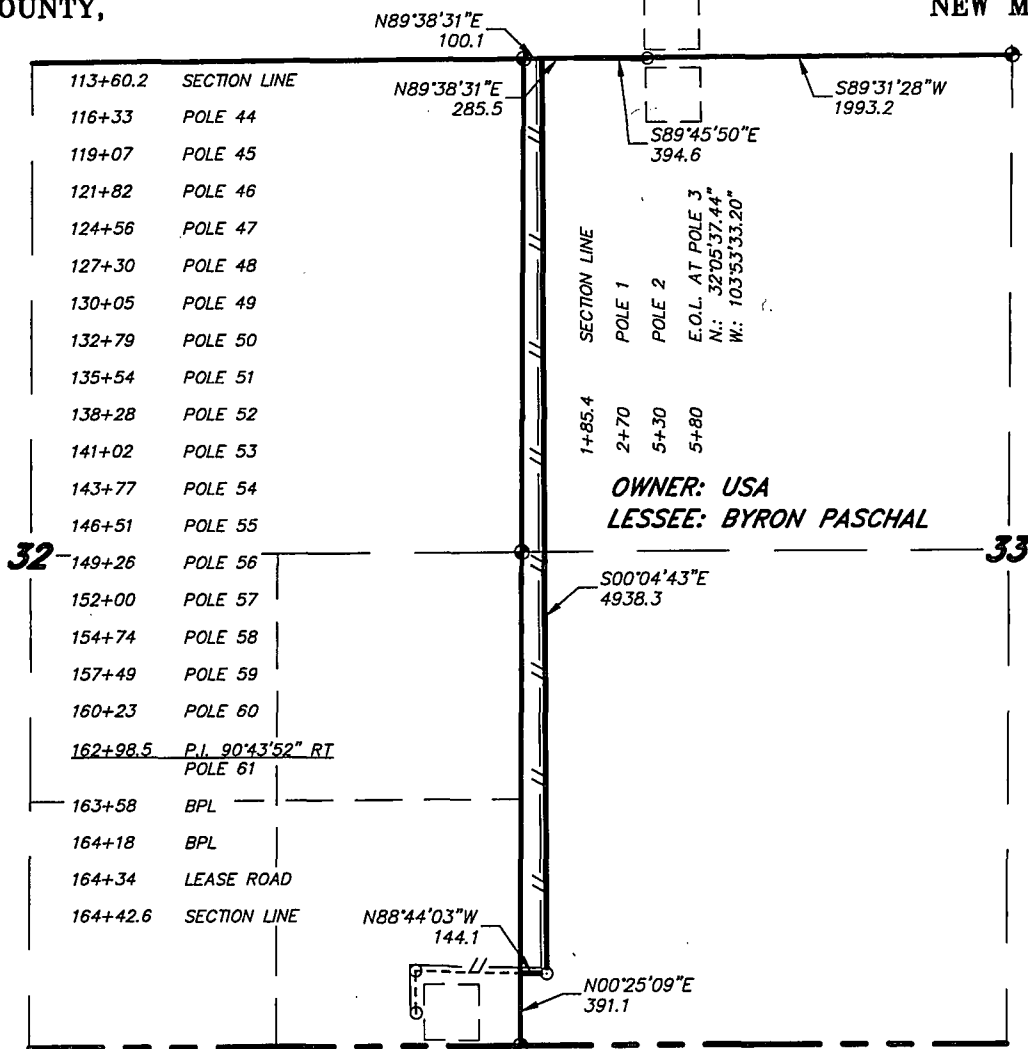 OUNTY,
NEW M
N89°38'31"E
100.1
N89°38'31"E
285.5
S89°31'28"W
1993.2
S89°45'50"E
394.6
113+60.2 SECTION LINE
116+33 POLE 44
119+07 POLE 45
121+82 POLE 46
124+56 POLE 47
127+30 POLE 48
130+05 POLE 49
132+79 POLE 50
135+54 POLE 51
138+28 POLE 52
141+02 POLE 53
143+77 POLE 54
146+51 POLE 55
149+26 POLE 56
152+00 POLE 57
154+74 POLE 58
157+49 POLE 59
160+23 POLE 60
162+98.5 P.I. 90°43'52" RT
POLE 61
163+58 BPL
164+18 BPL
164+34 LEASE ROAD
164+42.6 SECTION LINE
1+85.4 SECTION LINE
2+70 POLE 1
5+30 POLE 2
5+80 E.O.L. AT POLE 3
N.: 32°05'37.44"
W.: 103°53'33.20"
OWNER: USA
LESSEE: BYRON PASCHAL
32
33
S00°04'43"E
4938.3
N88°44'03"W
144.1
N00°25'09"E
391.1